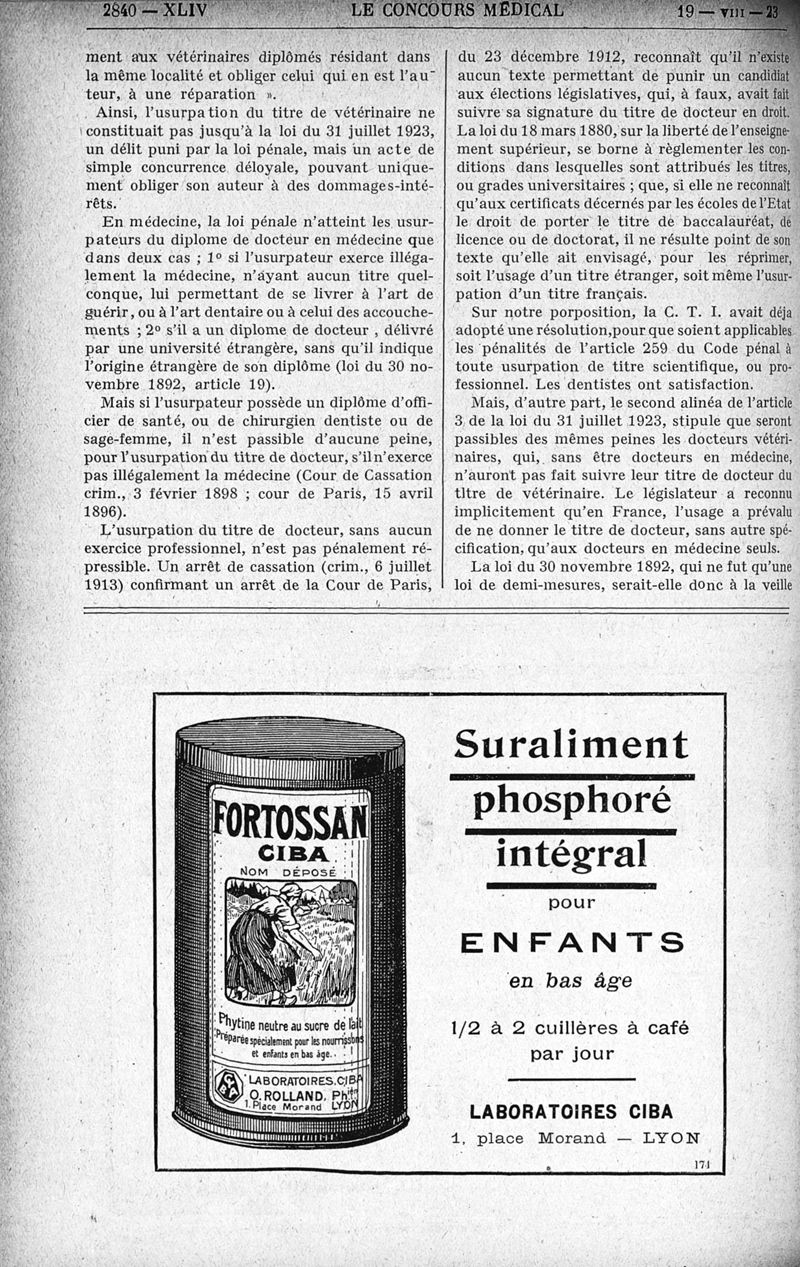 2840 — XLIV LE CONCOURS MÉDICAL 19 — VIII — 23
ment aux vétérinaires diplômés résidant dans
la même localité et obliger celui qui en est l'au-
teur, à une réparation ».
Ainsi, l'usurpation du titre de vétérinaire ne
constituait pas jusqu'à la loi du 31 juillet 1923,
un délit puni par la loi pénale, mais un acte de
simple concurrence déloyale, pouvant unique-
ment obliger son auteur à des dommages-inté-
rêts.
En médecine, la loi pénale n'atteint les usur-
pateurs du diplome de docteur en médecine que
dans deux cas ; 1º si l'usurpateur exerce illéga-
lement la médecine, n'ayant aucun titre quel-
conque, lui permettant de se livrer à l'art de
guérir, ou à l'art dentaire ou à celui des accouche-
ments ; 2º s'il a un diplome de docteur , délivré
par une université étrangère, sans qu'il indique
l'origine étrangère de son diplôme (loi du 30 no-
vembre 1892, article 19).
Mais si l'usurpateur possède un diplôme d'offi-
cier de santé, ou de chirurgien dentiste ou de
sage-femme, il n'est passible d'aucune peine,
pour l'usurpation du titre de docteur, s'il n'exerce
pas illégalement la médecine (Cour de Cassation
crim., 3 février 1898 ; cour de Paris, 15 avril
1896).
L'usurpation du titre de docteur, sans aucun
exercice professionnel, n'est pas pénalement ré-
pressible. Un arrêt de cassation (crim., 6 juillet
1913) confirmant un arrêt de la Cour de Paris,
du 23 décembre 1912, reconnaît qu'il n'existe
aucun texte permettant de punir un candidiat
aux élections législatives, qui, à faux, avait fait
suivre sa signature du titre de docteur en droit.
La loi du 18 mars 1880, sur la liberté de l'enseigne-
ment supérieur, se borne à règlementer les con-
ditions dans lesquelles sont attribués les titres,
ou grades universitaires ; que, si elle ne reconnaît
qu'aux certificats décernés par les écoles de l'Etat
le droit de porter le titre de baccalauréat, de
licence ou de doctorat, il ne résulte point de son
texte qu'elle ait envisagé, pour les réprimer,
soit l'usage d'un titre étranger, soit même l'usur-
pation d'un titre français.
Sur notre porposition, la C. T. I. avait déja
adopté une résolution,pour que soient applicables
les pénalités de l'article 259 du Code pénal à
toute usurpation de titre scientifique, ou pro-
fessionnel. Les dentistes ont satisfaction.
Mais, d'autre part, le second alinéa de l'article
3 de la loi du 31 juillet 1923, stipule que seront
passibles des mêmes peines les docteurs vétéri-
naires, qui, sans être docteurs en médecine,
n'auront pas fait suivre leur titre de docteur du
tItre de vétérinaire. Le législateur a reconnu
implicitement qu'en France, l'usage a prévalu
de ne donner le titre de docteur, sans autre spé-
cification, qu'aux docteurs en médecine seuls.
La loi du 30 novembre 1892, qui ne fut qu'une
loi de demi-mesures, serait-elle donc à la veille
FORTOSSAN
CIBA
NOM DÉPOSÉ
Phytine neutre au sucre de lait
Préparée spécialement pour les nourrissons
et enfants en bas âge.
CIBA
LABORATOIRES CIBA
O. ROLLAND, Phien
1. Place Morand LYON
Suraliment
phosphoré
intégral
pour
ENFANTS
en bas âge
1/2 à 2 cuillères à café
par jour
LABORATOIRES CIBA
1, place Morand — LYON
174